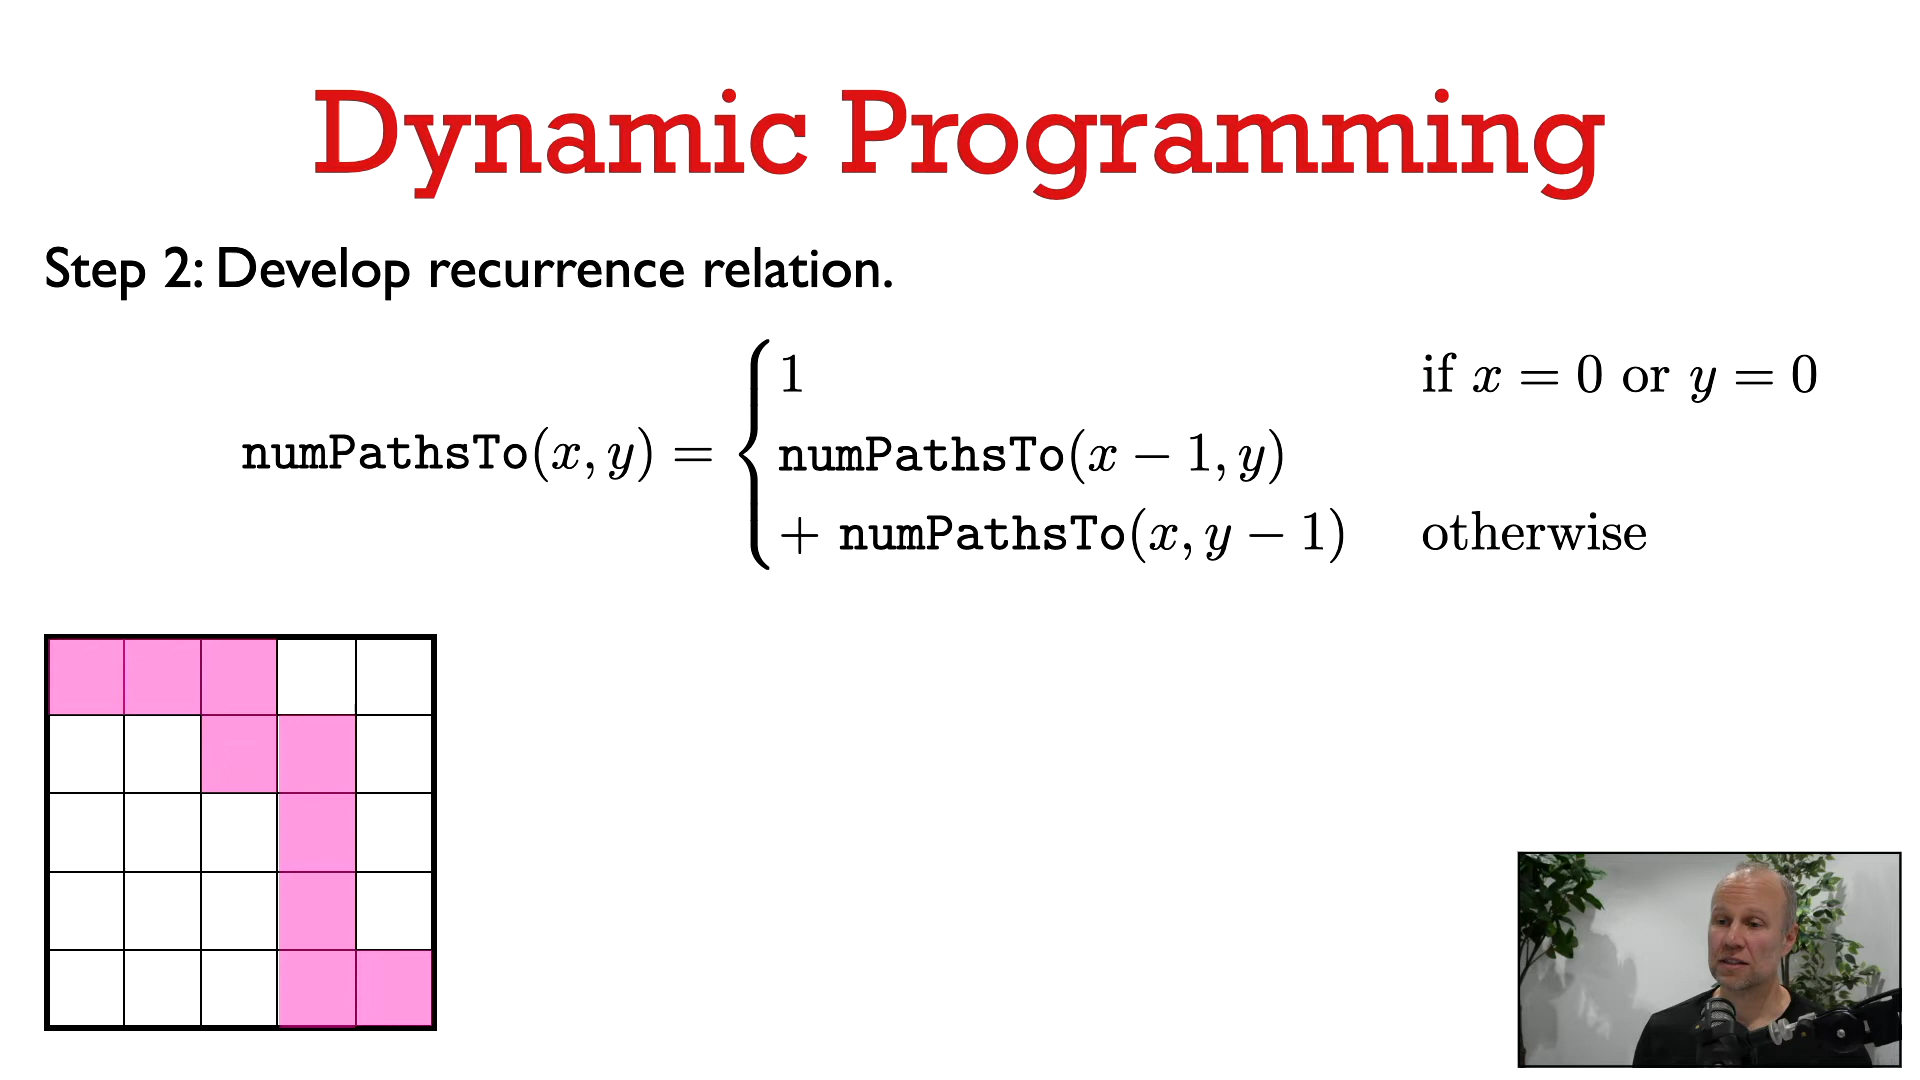 Dynamic Programming
Step 2: Develop recurrence relation.
1 if x = 0 or y = 0
numPathsTo(x, y) = { numPathsTo(x − 1, y)
+ numPathsTo(x, y − 1) otherwise